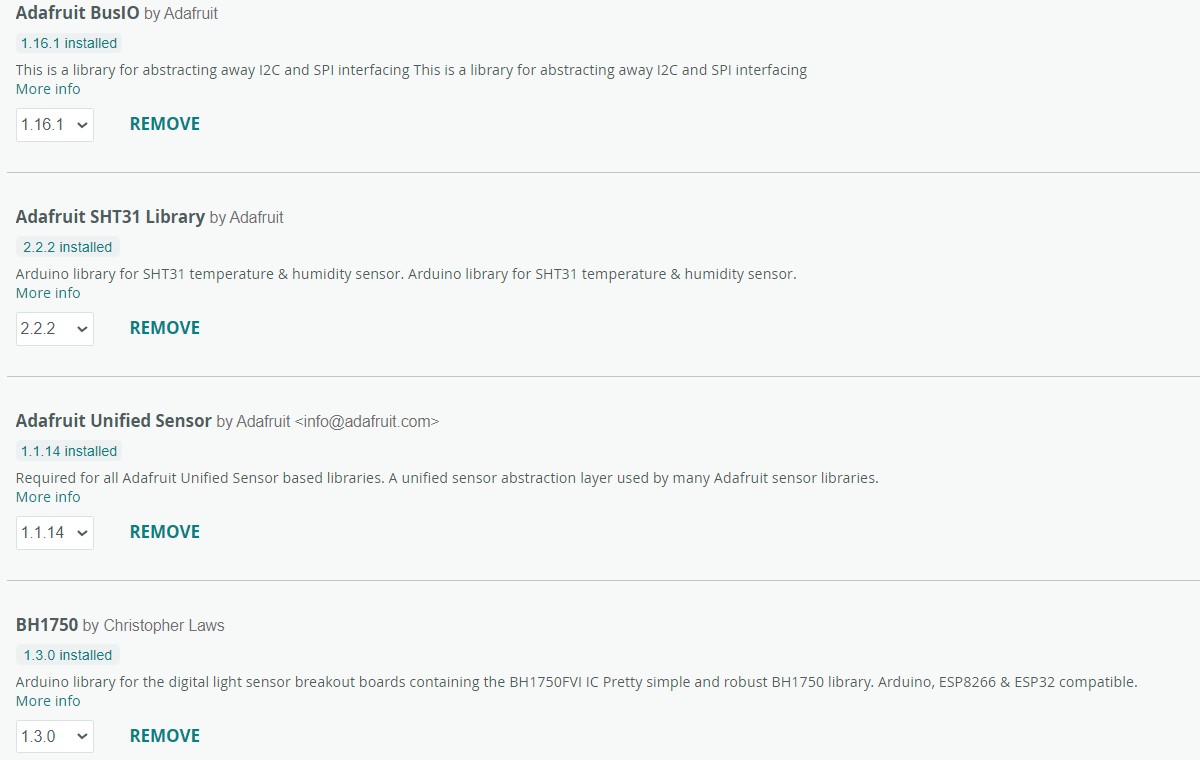 Adafruit BusIO by Adafruit
1.16.1 installed
This is a library for abstracting away I2C and SPI interfacing This is a library for abstracting away I2C and SPI interfacing
More info
1.16.1 REMOVE
Adafruit SHT31 Library by Adafruit
2.2.2 installed
Arduino library for SHT31 temperature & humidity sensor. Arduino library for SHT31 temperature & humidity sensor.
More info
2.2.2 REMOVE
Adafruit Unified Sensor by Adafruit <info@adafruit.com>
1.1.14 installed
Required for all Adafruit Unified Sensor based libraries. A unified sensor abstraction layer used by many Adafruit sensor libraries.
More info
1.1.14 REMOVE
BH1750 by Christopher Laws
1.3.0 installed
Arduino library for the digital light sensor breakout boards containing the BH1750FVI IC Pretty simple and robust BH1750 library. Arduino, ESP8266 & ESP32 compatible.
More info
1.3.0 REMOVE